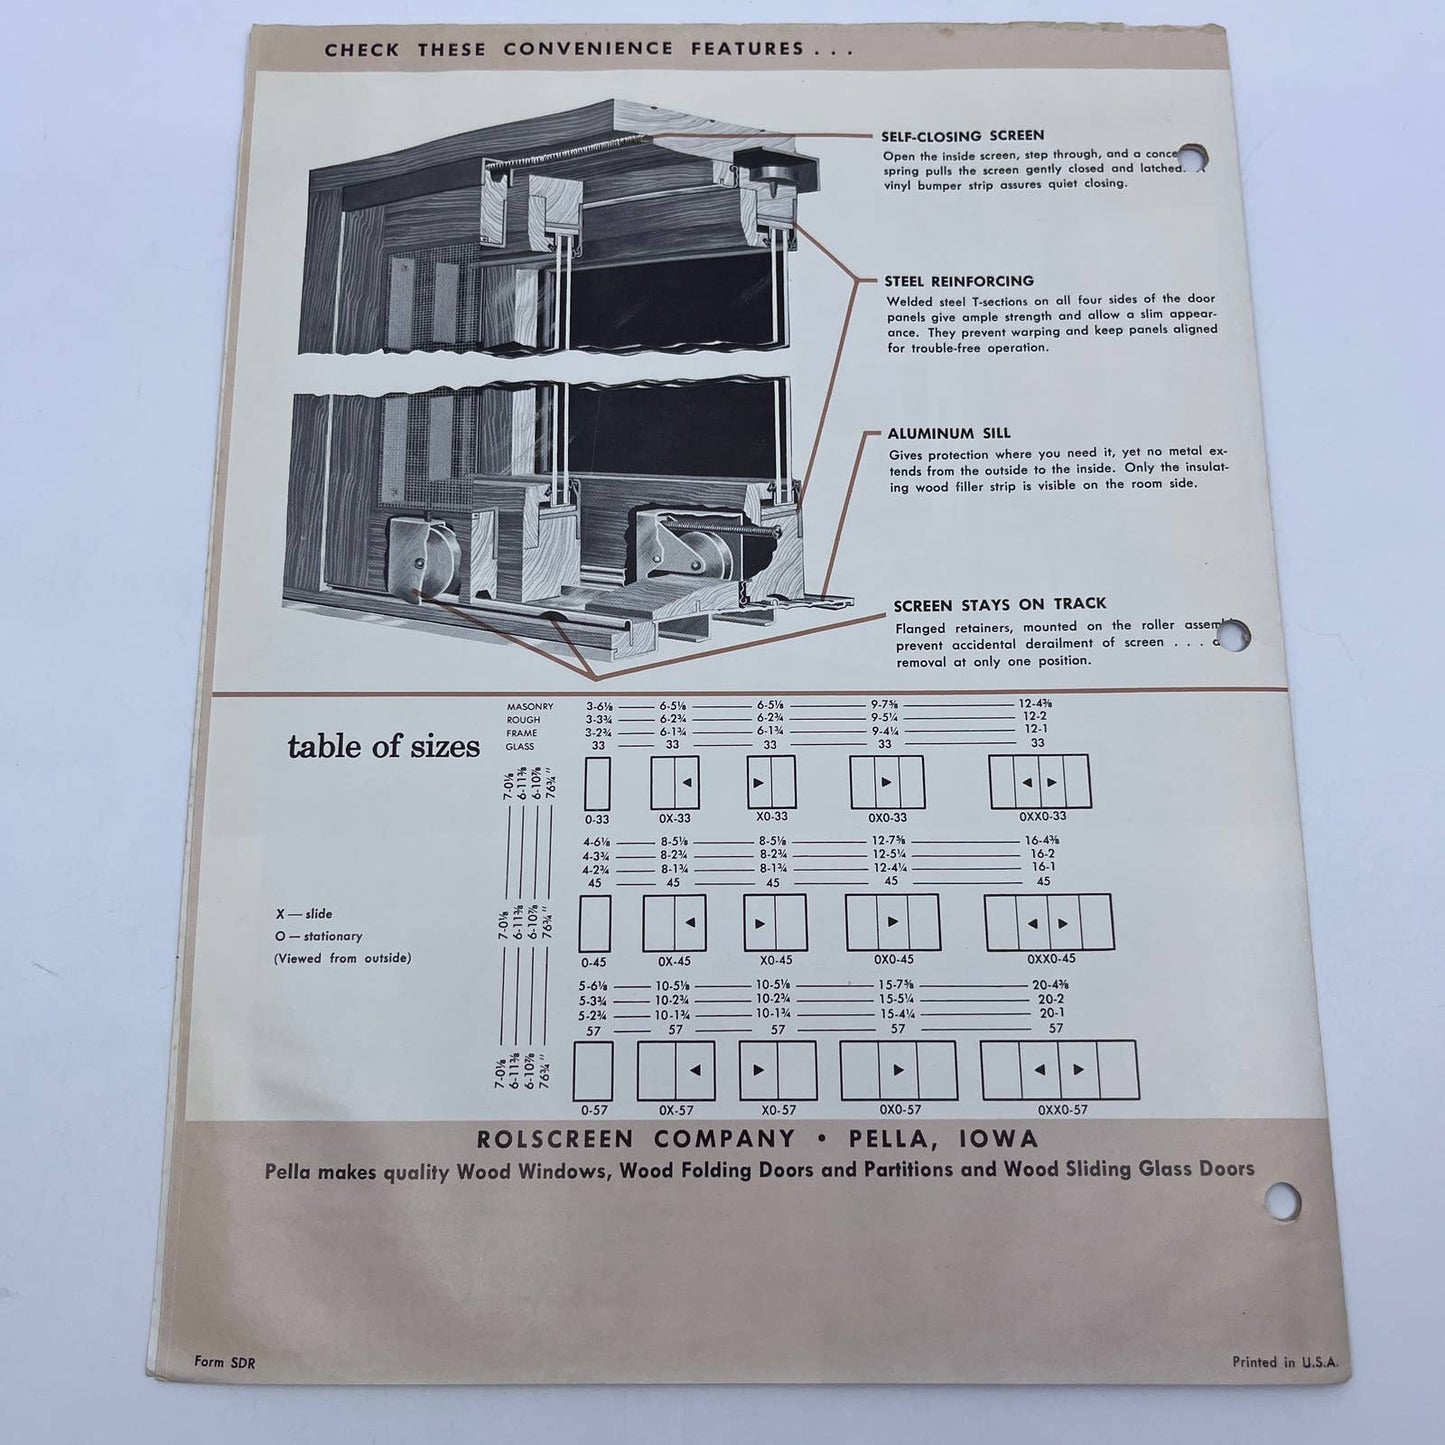 CHECK THESE CONVENIENCE FEATURES . . .
SELF-CLOSING SCREEN
Open the inside screen, step through, and a conce
spring pulls the screen gently closed and latched.
vinyl bumper strip assures quiet closing.
STEEL REINFORCING
Welded steel T-sections on all four sides of the door
panels give ample strength and allow a slim appear-
ance. They prevent warping and keep panels aligned
for trouble-free operation.
ALUMINUM SILL
Gives protection where you need it, yet no metal ex-
tends from the outside to the inside. Only the insulat-
ing wood filler strip is visible on the room side.
SCREEN STAYS ON TRACK
Flanged retainers, mounted on the roller assembl
prevent accidental derailment of screen . . .
removal at only one position.
table of sizes
MASONRY 3-6⅛ 6-5⅛ 6-5⅛ 9-7⅝ 12-4⅜
ROUGH 3-3¾ 6-2¾ 6-2¾ 9-5¼ 12-2
FRAME 3-2¾ 6-1¾ 6-1¾ 9-4¼ 12-1
GLASS 33 33 33 33 33
7-0⅛ 6-11⅜ 6-10⅞ 76¾"
O-33 OX-33 XO-33 OXO-33 OXXO-33
4-6⅛ 8-5⅛ 8-5⅛ 12-7⅝ 16-4⅜
4-3¾ 8-2¾ 8-2¾ 12-5¼ 16-2
4-2¾ 8-1¾ 8-1¾ 12-4¼ 16-1
45 45 45 45 45
X — slide
O — stationary
(Viewed from outside)
7-0⅛ 6-11⅜ 6-10⅞ 76¾"
O-45 OX-45 XO-45 OXO-45 OXXO-45
5-6⅛ 10-5⅛ 10-5⅛ 15-7⅝ 20-4⅜
5-3¾ 10-2¾ 10-2¾ 15-5¼ 20-2
5-2¾ 10-1¾ 10-1¾ 15-4¼ 20-1
57 57 57 57 57
7-0⅛ 6-11⅜ 6-10⅞ 76¾"
O-57 OX-57 XO-57 OXO-57 OXXO-57
ROLSCREEN COMPANY • PELLA, IOWA
Pella makes quality Wood Windows, Wood Folding Doors and Partitions and Wood Sliding Glass Doors
Form SDR
Printed in U.S.A.